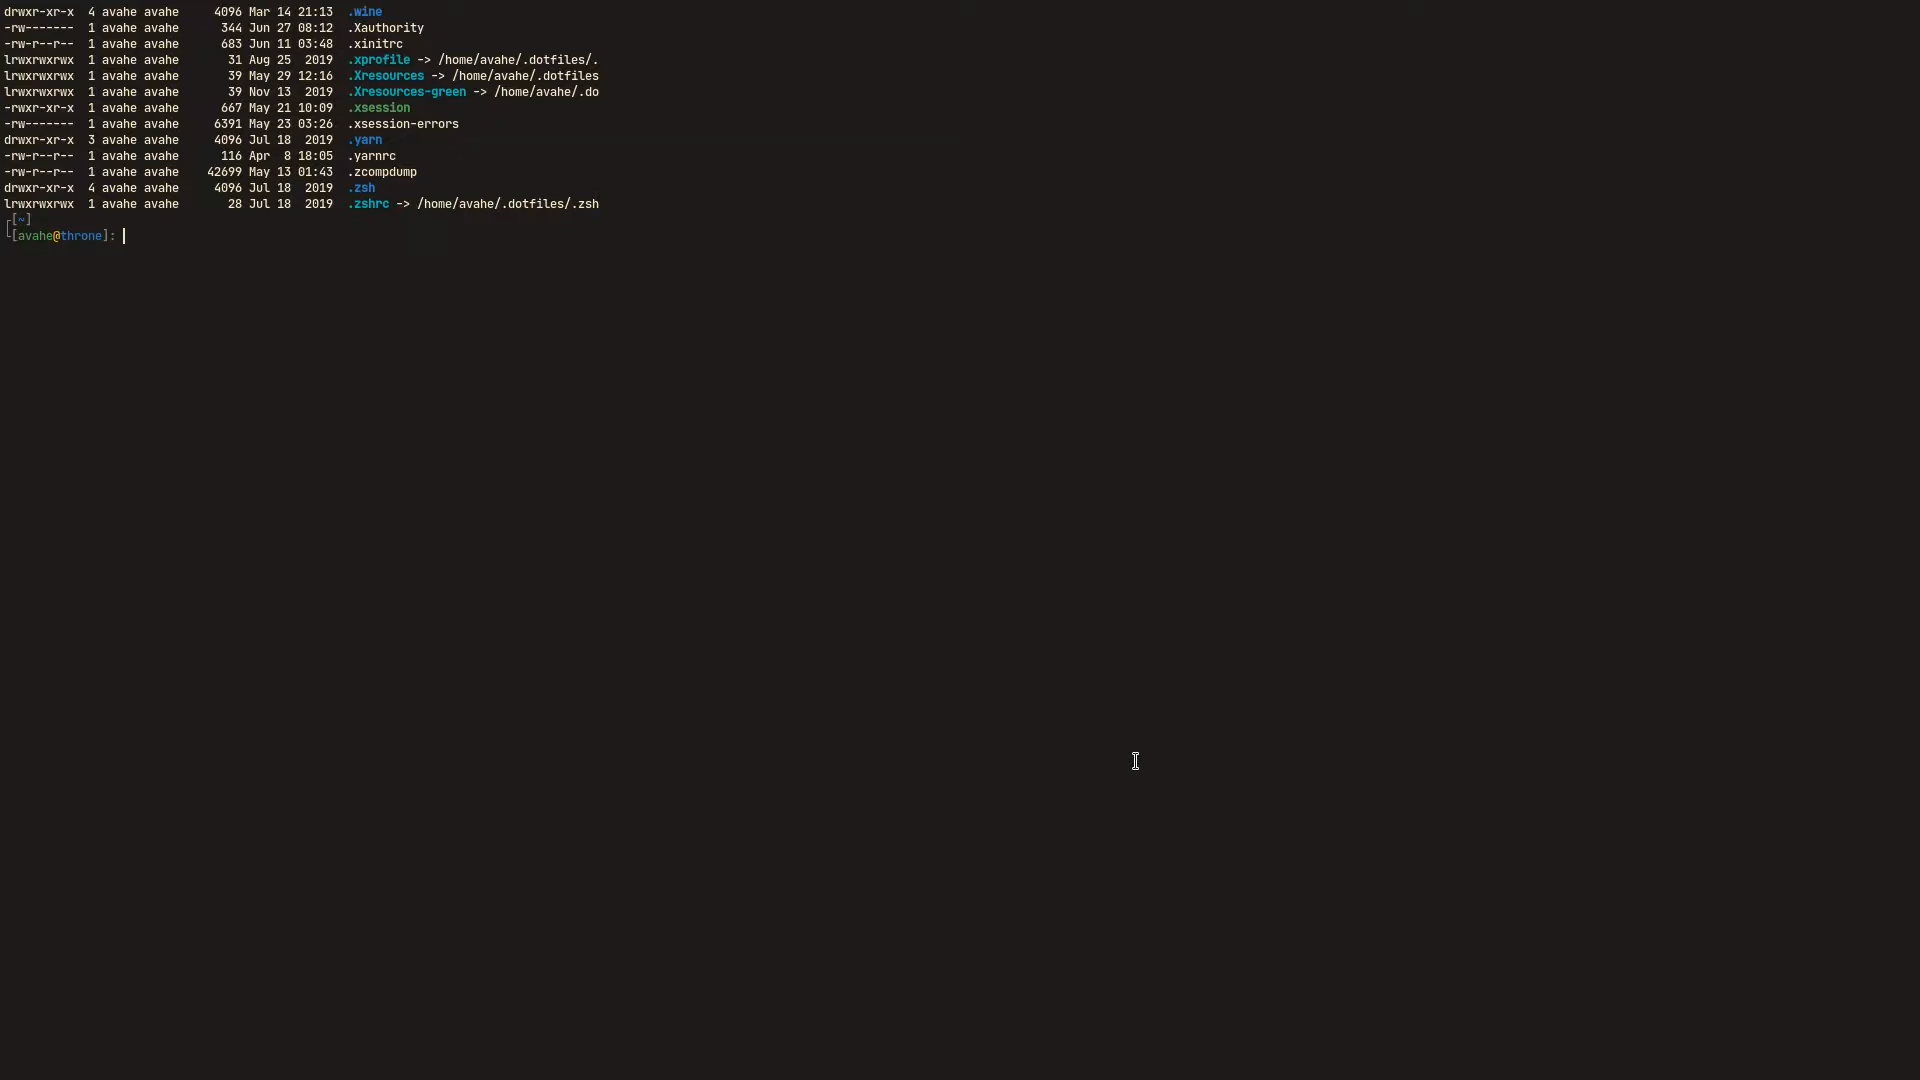 drwxr-xr-x  4 avahe avahe     4096 Mar 14 21:13  .wine
-rw-------  1 avahe avahe      344 Jun 27 08:12  .Xauthority
-rw-r--r--  1 avahe avahe      683 Jun 11 03:48  .xinitrc
lrwxrwxrwx  1 avahe avahe       31 Aug 25  2019  .xprofile -> /home/avahe/.dotfiles/.
lrwxrwxrwx  1 avahe avahe       39 May 29 12:16  .Xresources -> /home/avahe/.dotfiles
lrwxrwxrwx  1 avahe avahe       39 Nov 13  2019  .Xresources-green -> /home/avahe/.do
-rwxr-xr-x  1 avahe avahe      667 May 21 10:09  .xsession
-rw-------  1 avahe avahe     6391 May 23 03:26  .xsession-errors
drwxr-xr-x  3 avahe avahe     4096 Jul 18  2019  .yarn
-rw-r--r--  1 avahe avahe      116 Apr  8 18:05  .yarnrc
-rw-r--r--  1 avahe avahe    42699 May 13 01:43  .zcompdump
drwxr-xr-x  4 avahe avahe     4096 Jul 18  2019  .zsh
lrwxrwxrwx  1 avahe avahe       28 Jul 18  2019  .zshrc -> /home/avahe/.dotfiles/.zsh
┌[~]
└[avahe@throne]: